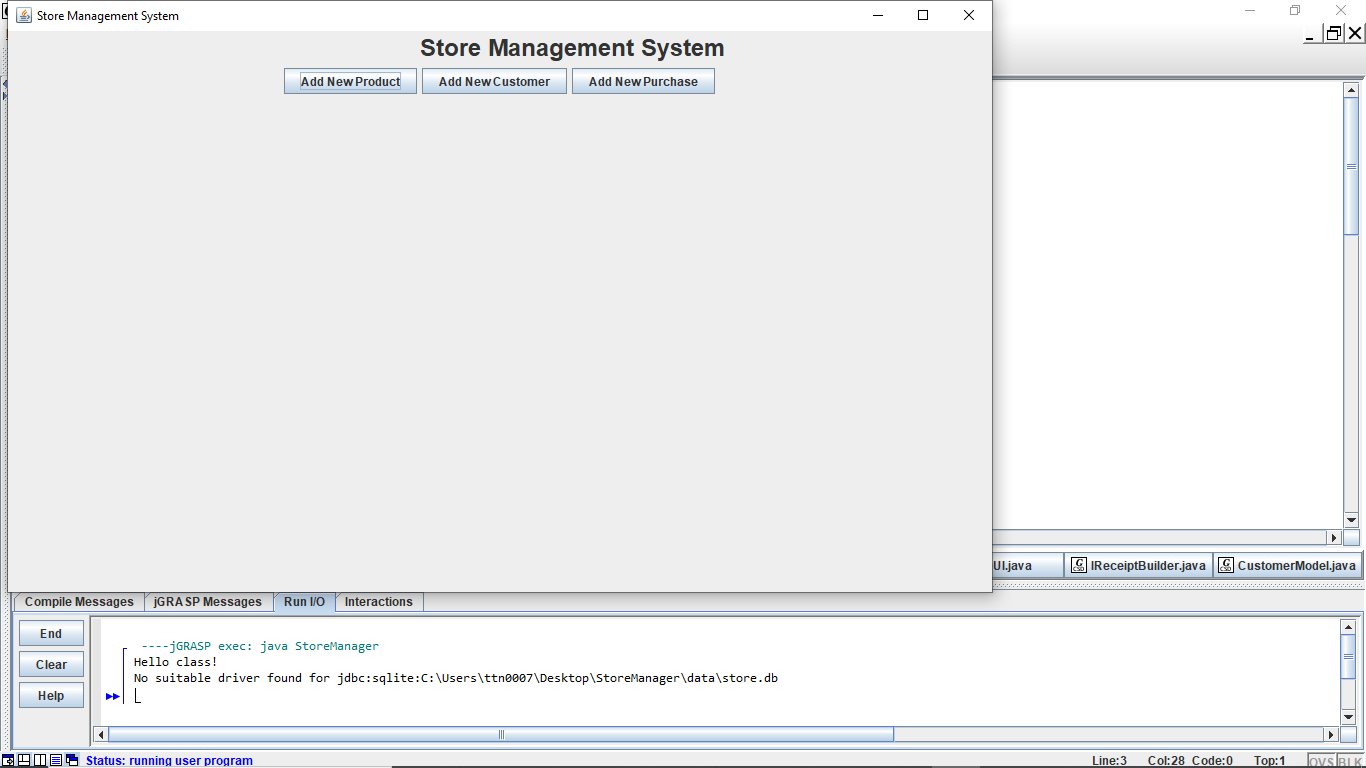 Store Management System
Store Management System
Add New Product Add New Customer Add New Purchase
UI.java IReceiptBuilder.java CustomerModel.java
Compile Messages jGRASP Messages Run I/O Interactions
End
Clear
Help
----jGRASP exec: java StoreManager
Hello class!
No suitable driver found for jdbc:sqlite:C:\Users\ttn0007\Desktop\StoreManager\data\store.db
Status: running user program Line:3 Col:28 Code:0 Top:1 OVS BLK